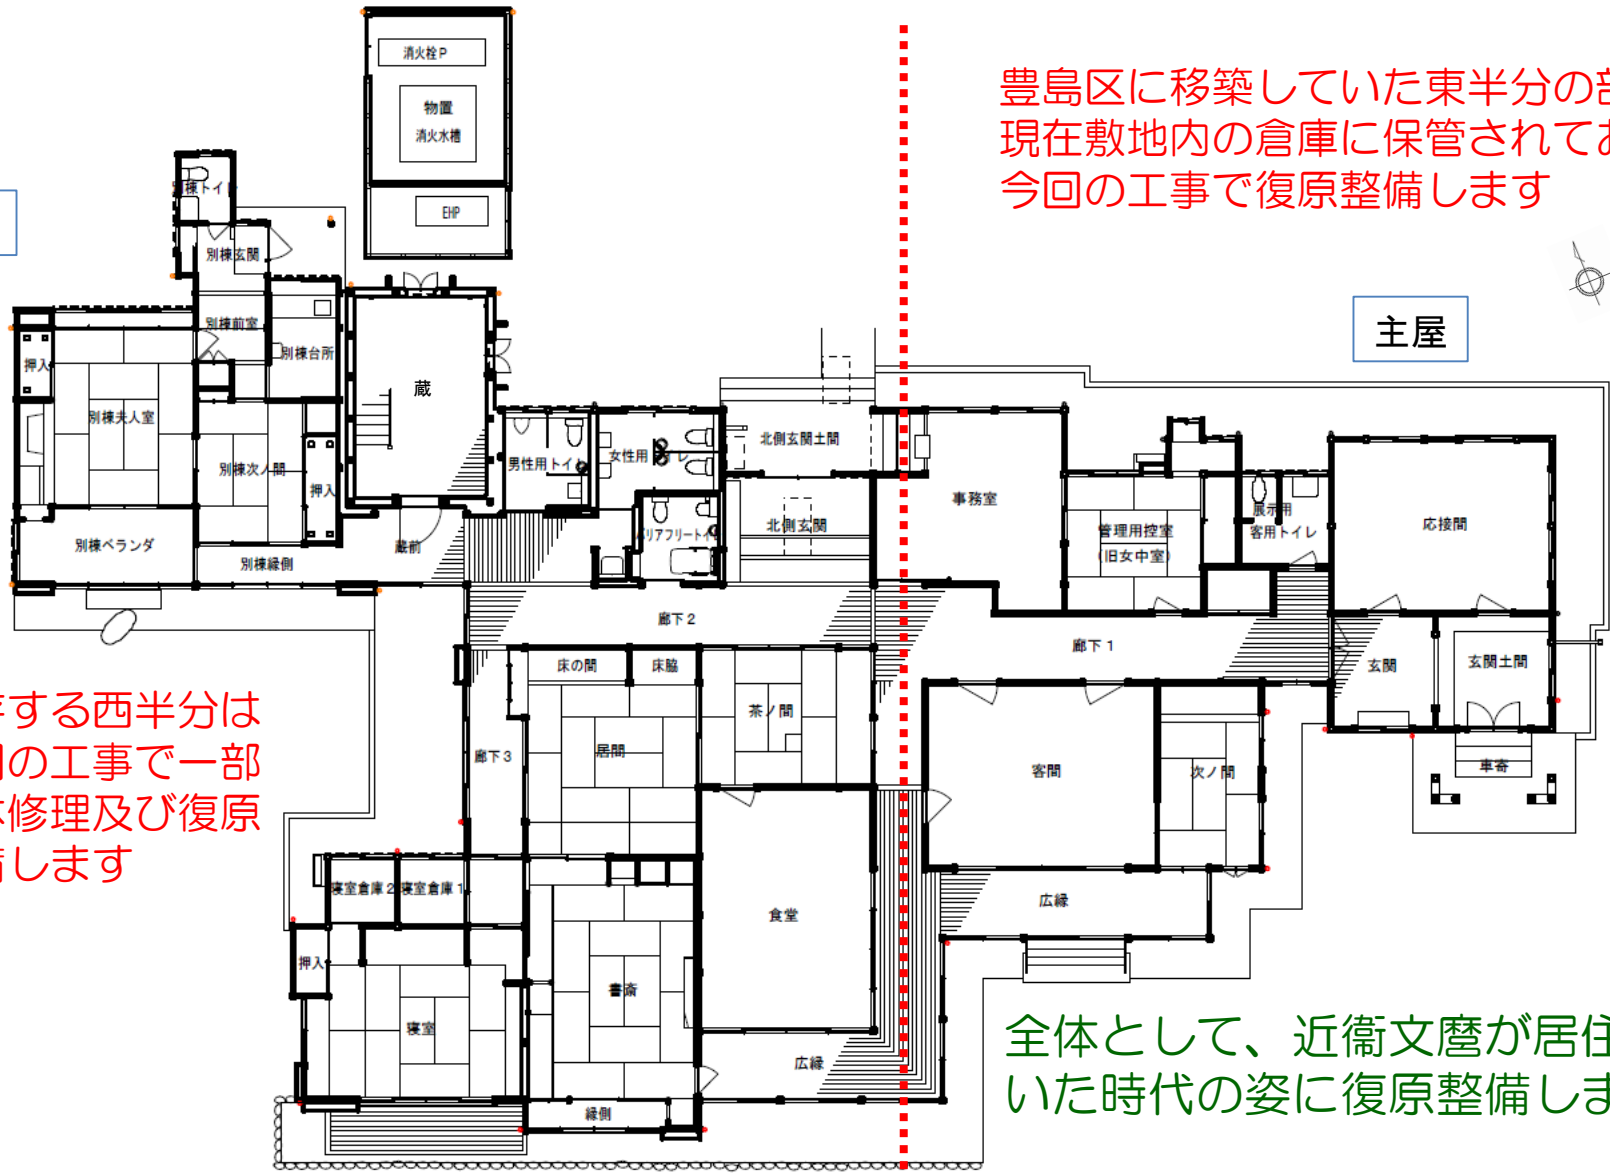 消火栓P
物置
消火水槽
EHP
豊島区に移築していた東半分の部
現在敷地内の倉庫に保管されてお
今回の工事で復原整備します
主屋
別棟トイレ
別棟玄関
別棟前室
別棟台所
押入
別棟夫人室
別棟次ノ間
押入
別棟ベランダ
別棟縁側
蔵
蔵前
男性用トイレ
女性用トイレ
バリアフリートイレ
北側玄関土間
北側玄関
事務室
管理用控室
(旧女中室)
展示用
客用トイレ
応接間
廊下2
廊下1
玄関
玄関土間
車寄
床の間
床脇
茶ノ間
居間
廊下3
客間
次ノ間
広縁
存する西半分は
回の工事で一部
体修理及び復原
備します
寝室倉庫2
寝室倉庫1
押入
寝室
書斎
食堂
広縁
縁側
全体として、近衞文麿が居住
いた時代の姿に復原整備しま